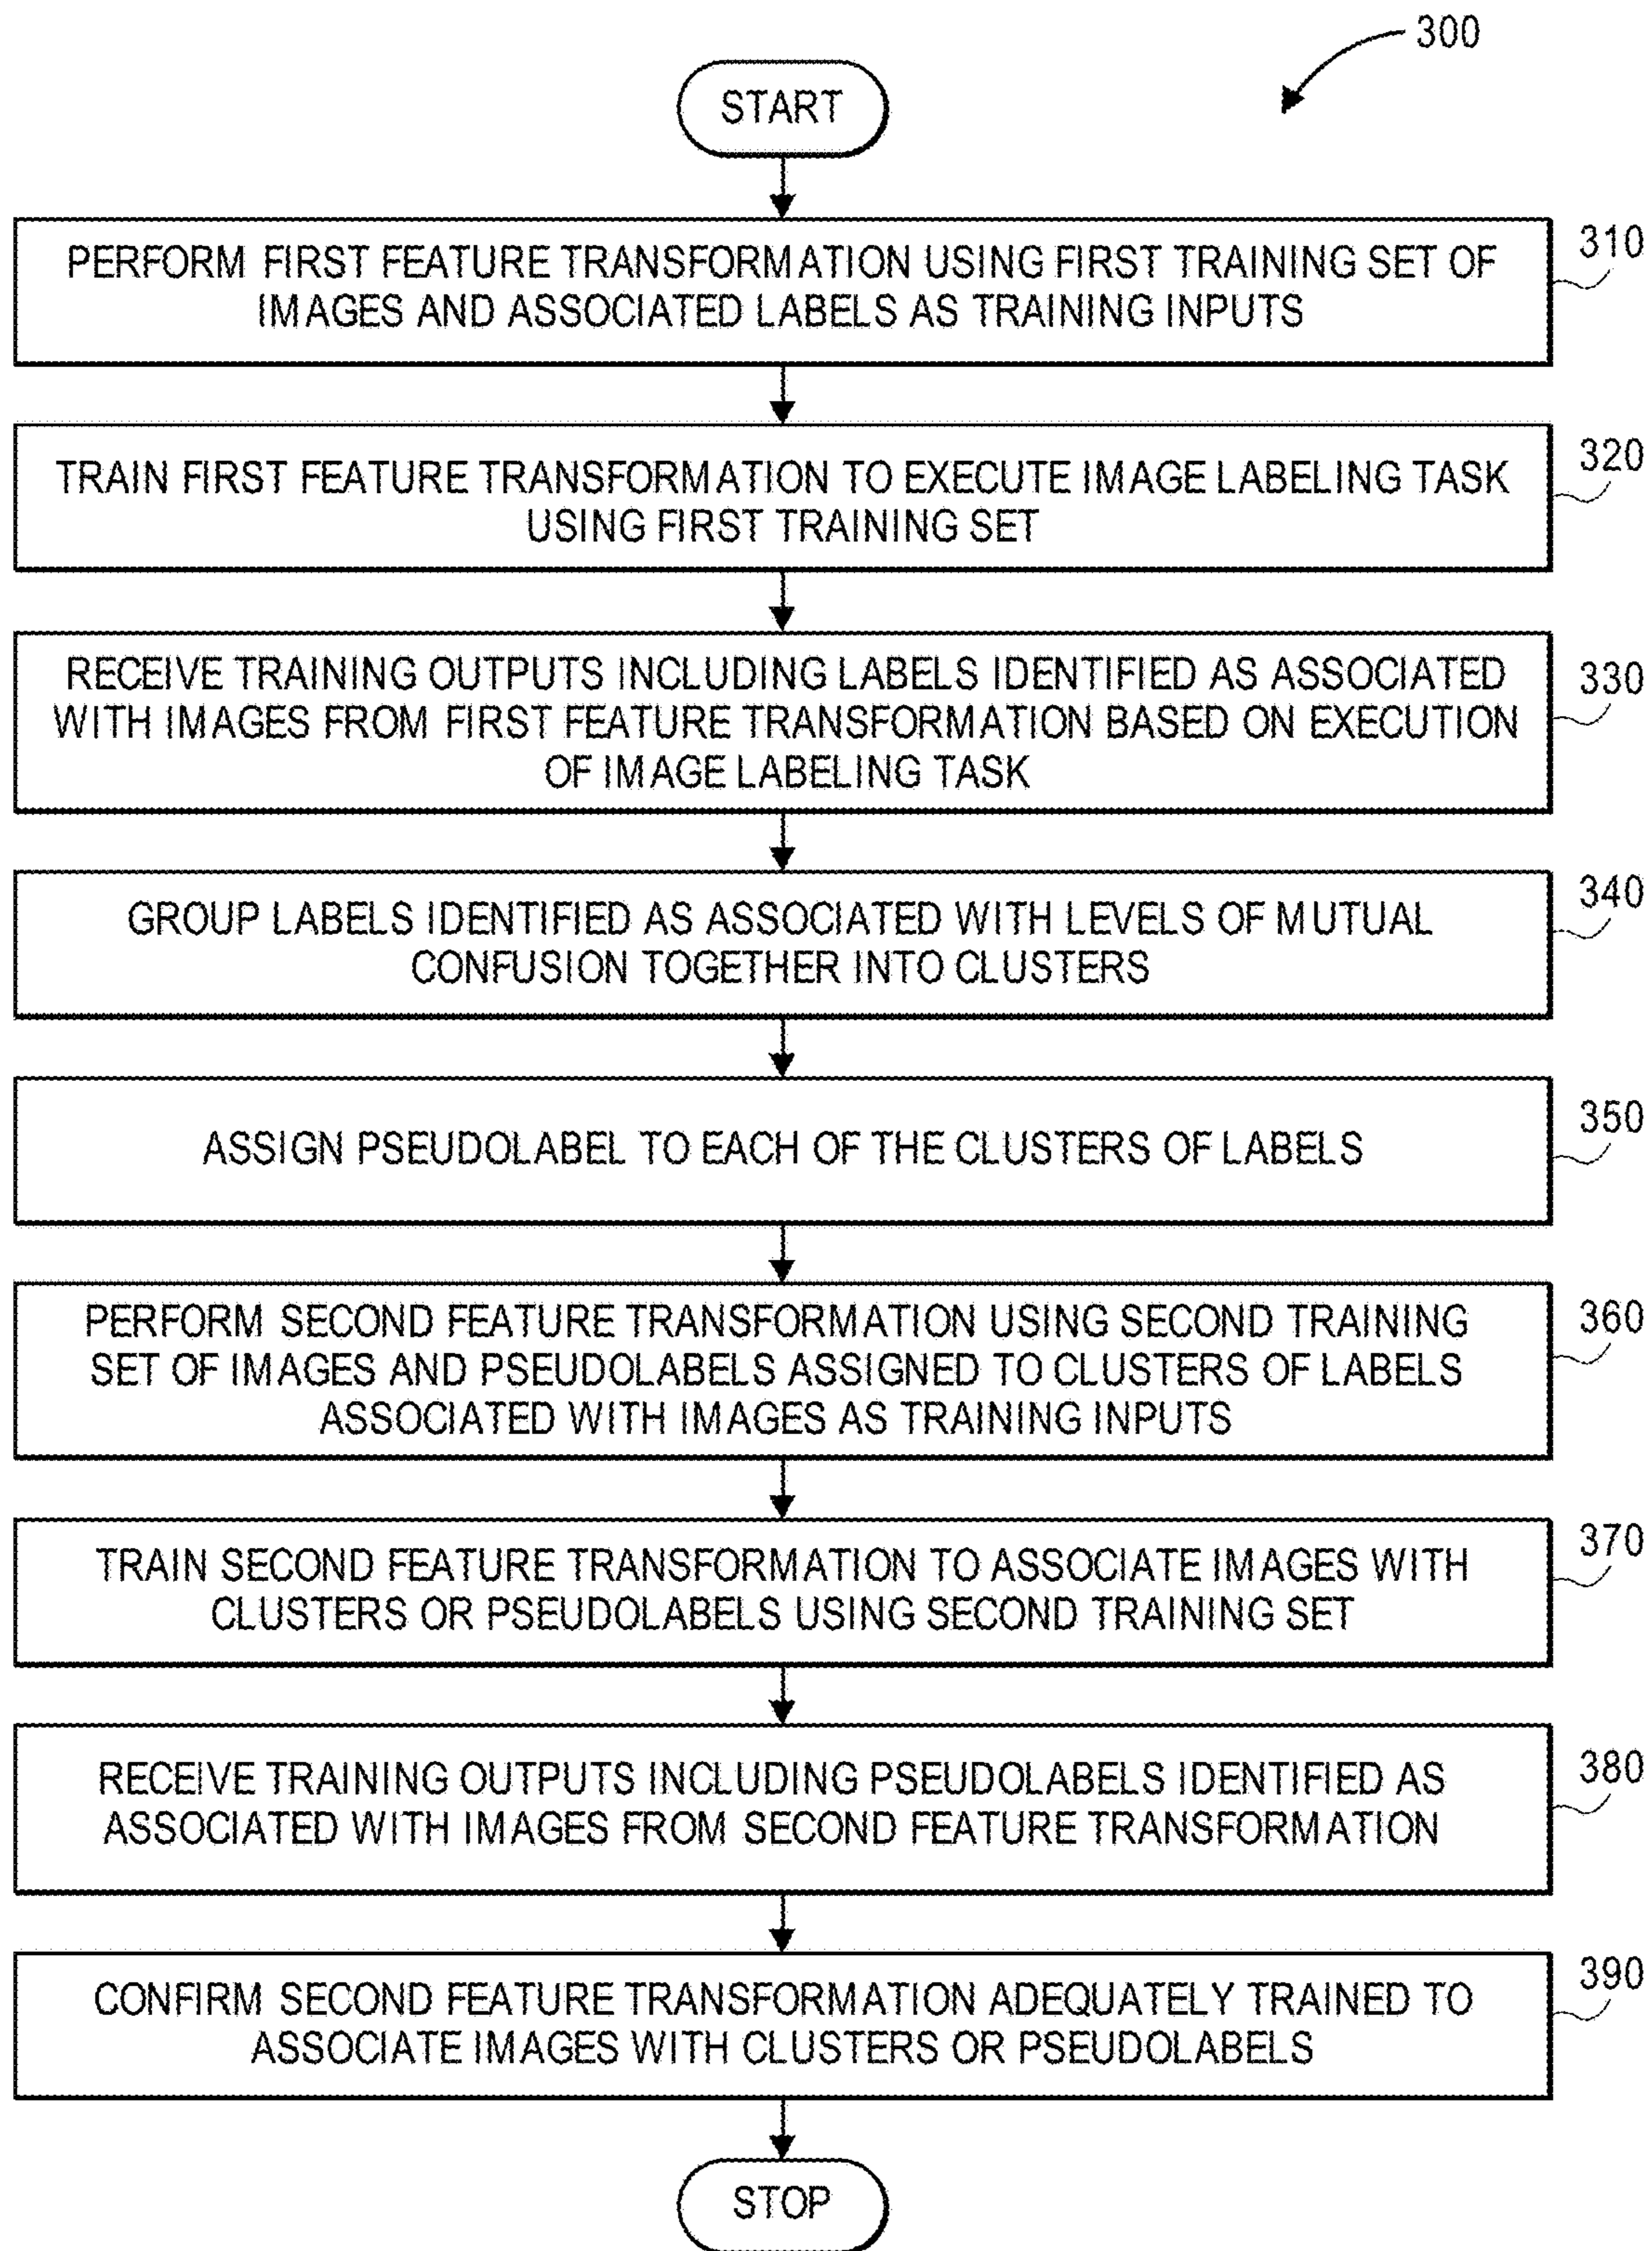 300
START
PERFORM FIRST FEATURE TRANSFORMATION USING FIRST TRAINING SET OF
IMAGES AND ASSOCIATED LABELS AS TRAINING INPUTS
310
TRAIN FIRST FEATURE TRANSFORMATION TO EXECUTE IMAGE LABELING TASK
USING FIRST TRAINING SET
320
RECEIVE TRAINING OUTPUTS INCLUDING LABELS IDENTIFIED AS ASSOCIATED
WITH IMAGES FROM FIRST FEATURE TRANSFORMATION BASED ON EXECUTION
OF IMAGE LABELING TASK
330
GROUP LABELS IDENTIFIED AS ASSOCIATED WITH LEVELS OF MUTUAL
CONFUSION TOGETHER INTO CLUSTERS
340
ASSIGN PSEUDOLABEL TO EACH OF THE CLUSTERS OF LABELS
350
PERFORM SECOND FEATURE TRANSFORMATION USING SECOND TRAINING
SET OF IMAGES AND PSEUDOLABELS ASSIGNED TO CLUSTERS OF LABELS
ASSOCIATED WITH IMAGES AS TRAINING INPUTS
360
TRAIN SECOND FEATURE TRANSFORMATION TO ASSOCIATE IMAGES WITH
CLUSTERS OR PSEUDOLABELS USING SECOND TRAINING SET
370
RECEIVE TRAINING OUTPUTS INCLUDING PSEUDOLABELS IDENTIFIED AS
ASSOCIATED WITH IMAGES FROM SECOND FEATURE TRANSFORMATION
380
CONFIRM SECOND FEATURE TRANSFORMATION ADEQUATELY TRAINED TO
ASSOCIATE IMAGES WITH CLUSTERS OR PSEUDOLABELS
390
STOP